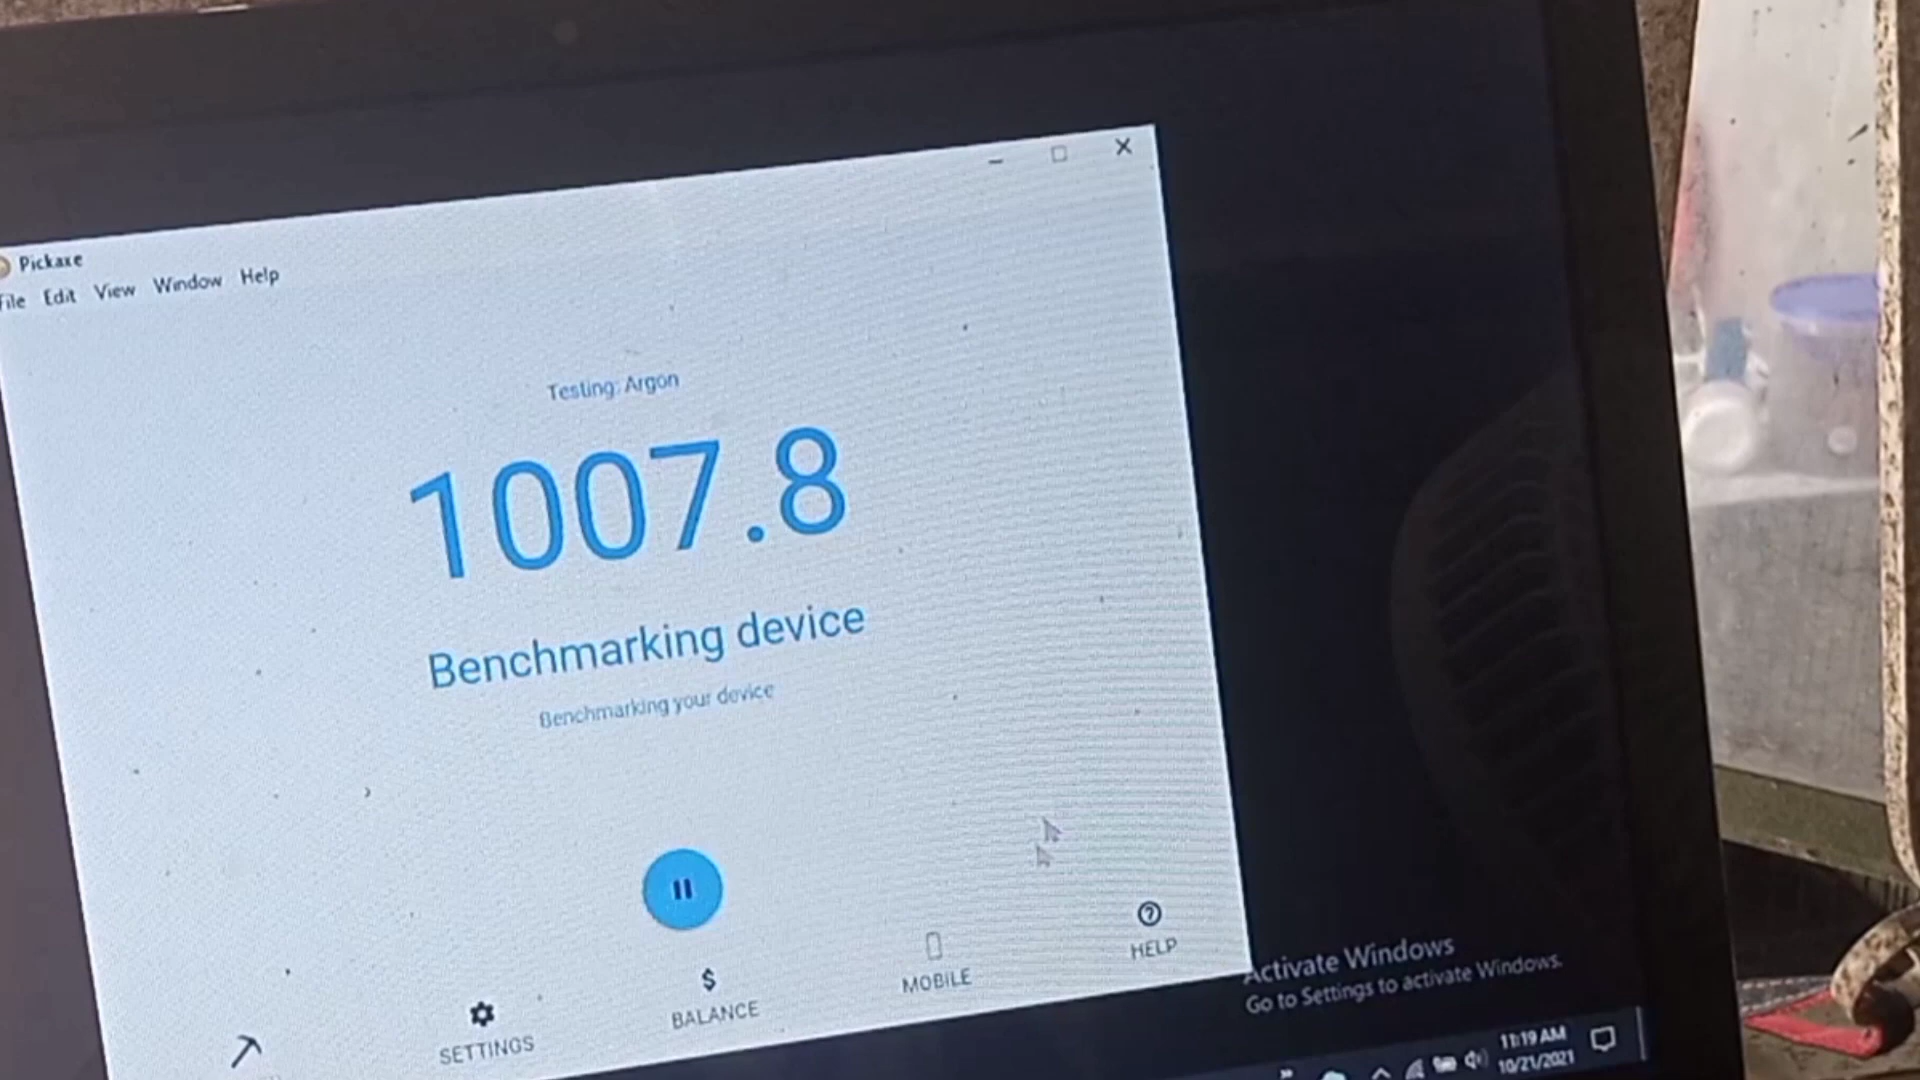 Pickaxe
File Edit View Window Help
Testing: Argon
1007.8
Benchmarking device
Benchmarking your device
SETTINGS
BALANCE
MOBILE
HELP
Activate Windows
Go to Settings to activate Windows.
11:19 AM
10/21/2021